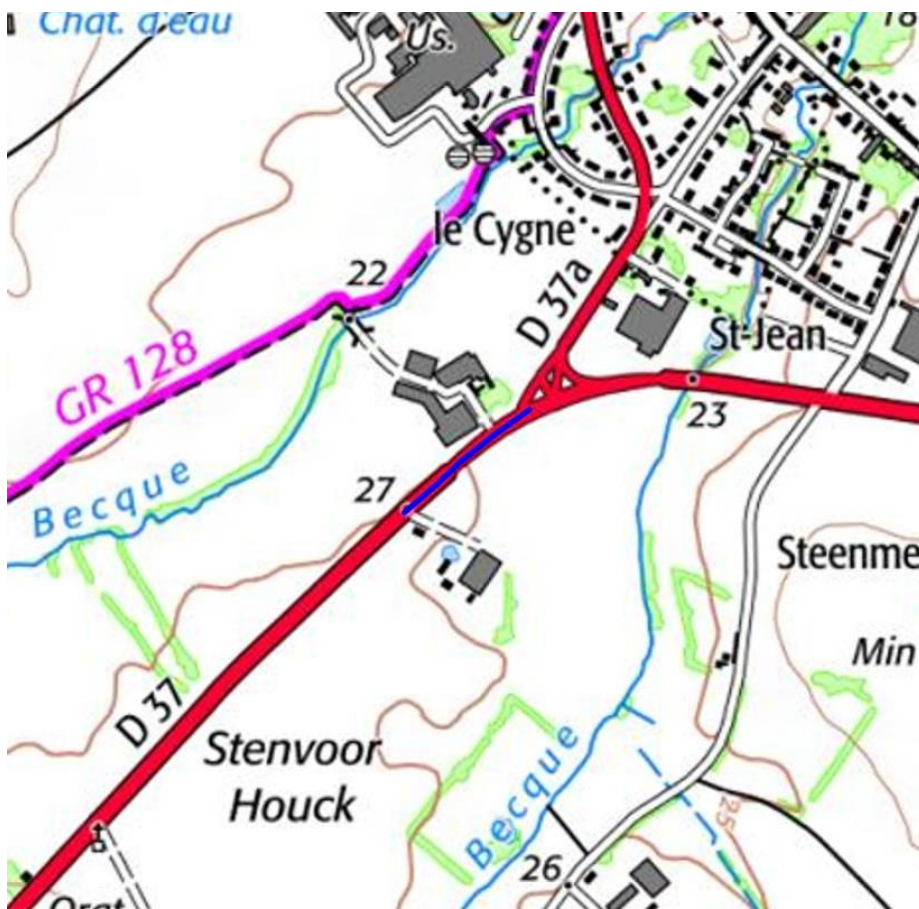 Chat. d'eau
Us.
18
le Cygne
22
D 37a
St-Jean
GR 128
23
Becque
27
Steenme
Min
D 37
Stenvoor
Houck
Becque
25
26
Orat